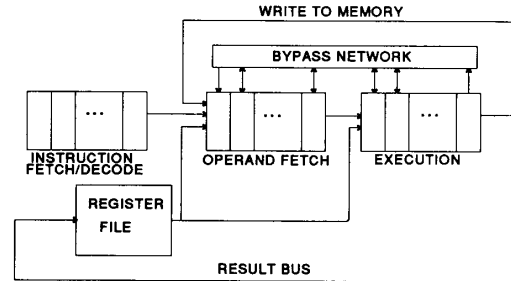 WRITE TO MEMORY
BYPASS NETWORK
...
...
...
INSTRUCTION
FETCH/DECODE
OPERAND FETCH
EXECUTION
REGISTER
FILE
RESULT BUS